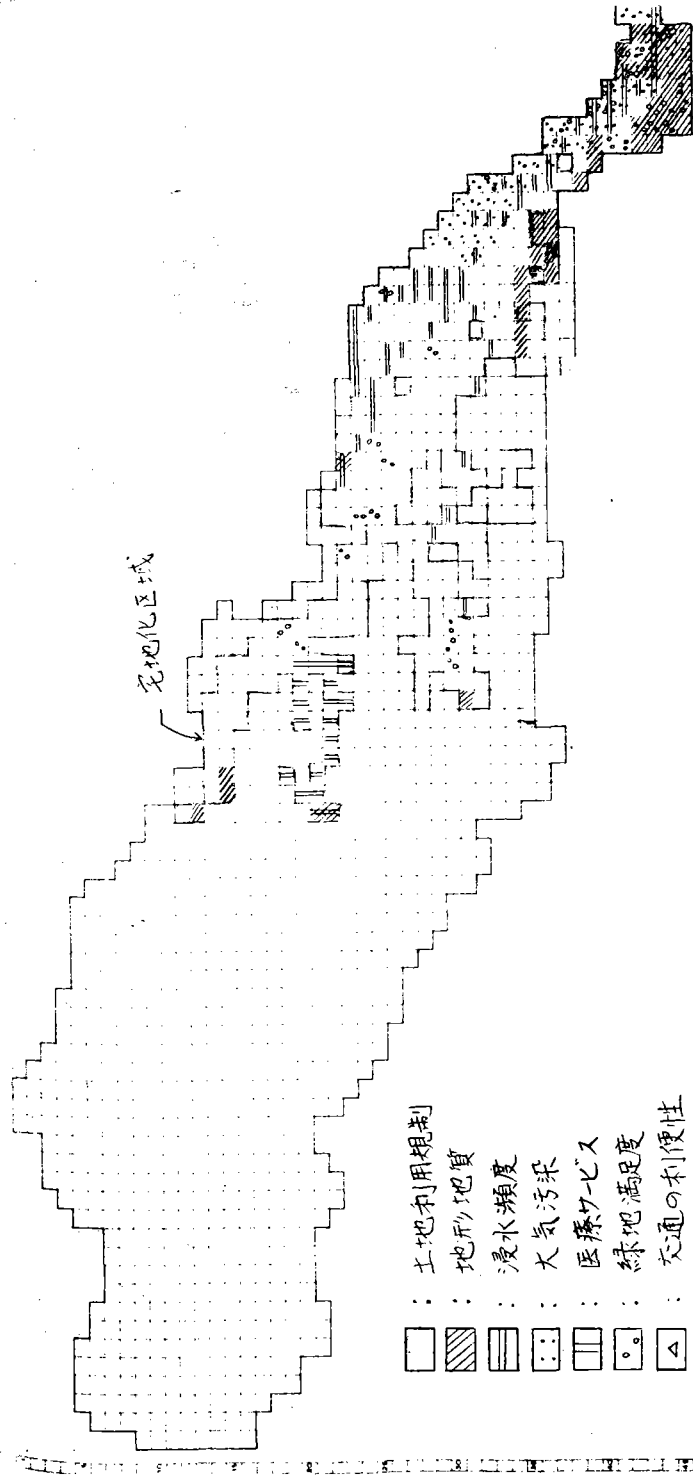 宅地化区域
: 土地利用規制
: 地形/地質
: 浸水頻度
: 大気汚染
: 医療サービス
: 緑地満足度
: 交通の利便性